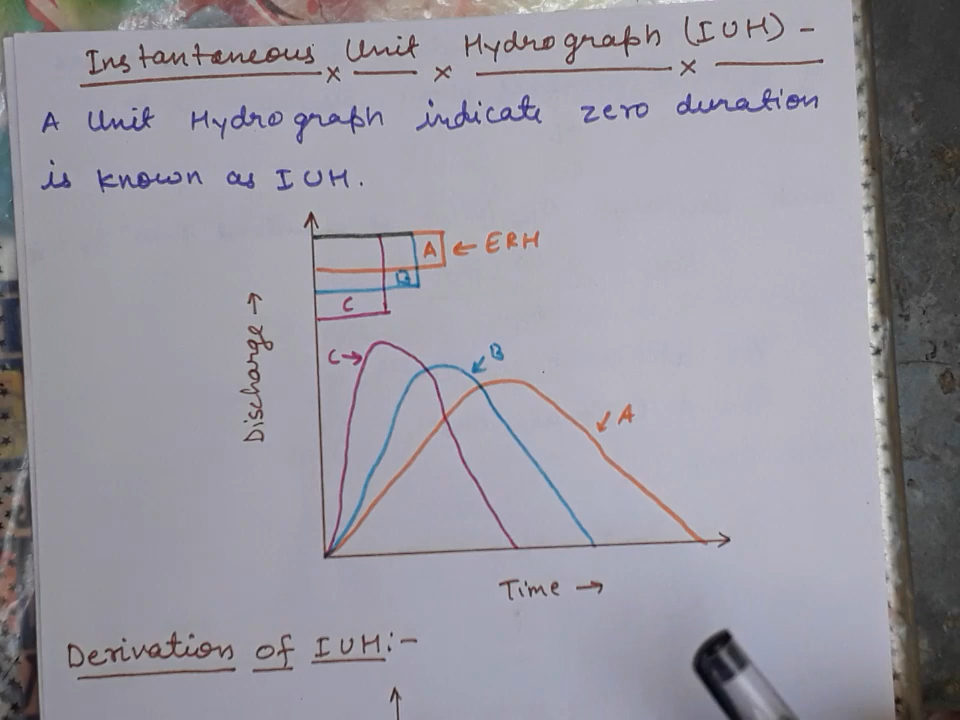 Instantaneous Unit Hydrograph (IUH) -
A Unit Hydrograph indicate zero duration
is known as IUH.
A ← ERH
B
C
C→
B
A
Discharge →
Time →
Derivation of IUH:-